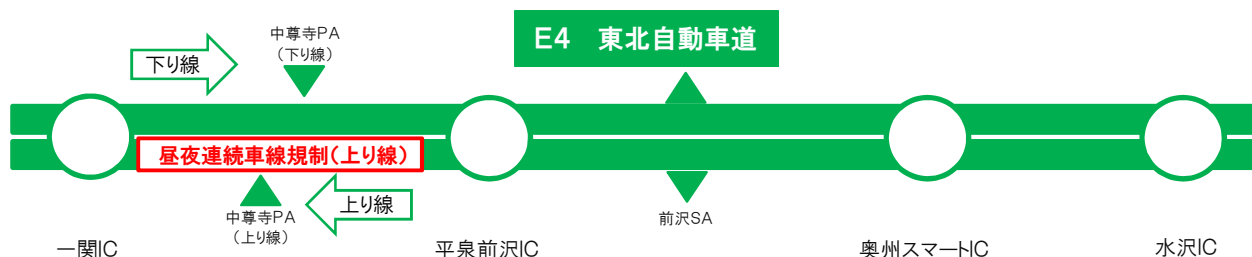 中尊寺PA
(下り線)
E4 東北自動車道
下り線
昼夜連続車線規制(上り線)
上り線
中尊寺PA
(上り線)
前沢SA
一関IC
平泉前沢IC
奥州スマートIC
水沢IC